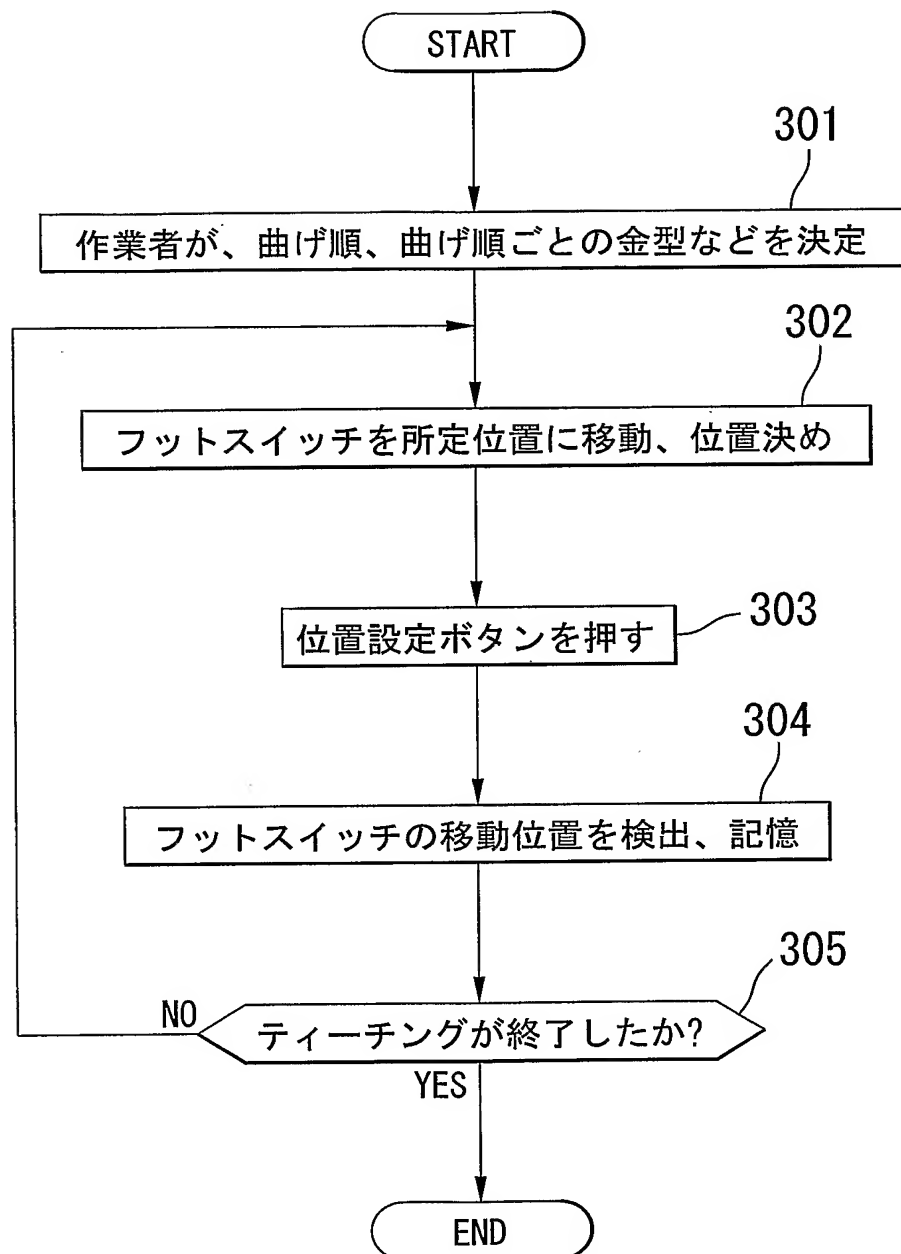 START
301
作業者が、曲げ順、曲げ順ごとの金型などを決定
302
フットスイッチを所定位置に移動、位置決め
位置設定ボタンを押す
303
304
フットスイッチの移動位置を検出、記憶
305
NO
ティーチングが終了したか?
YES
END